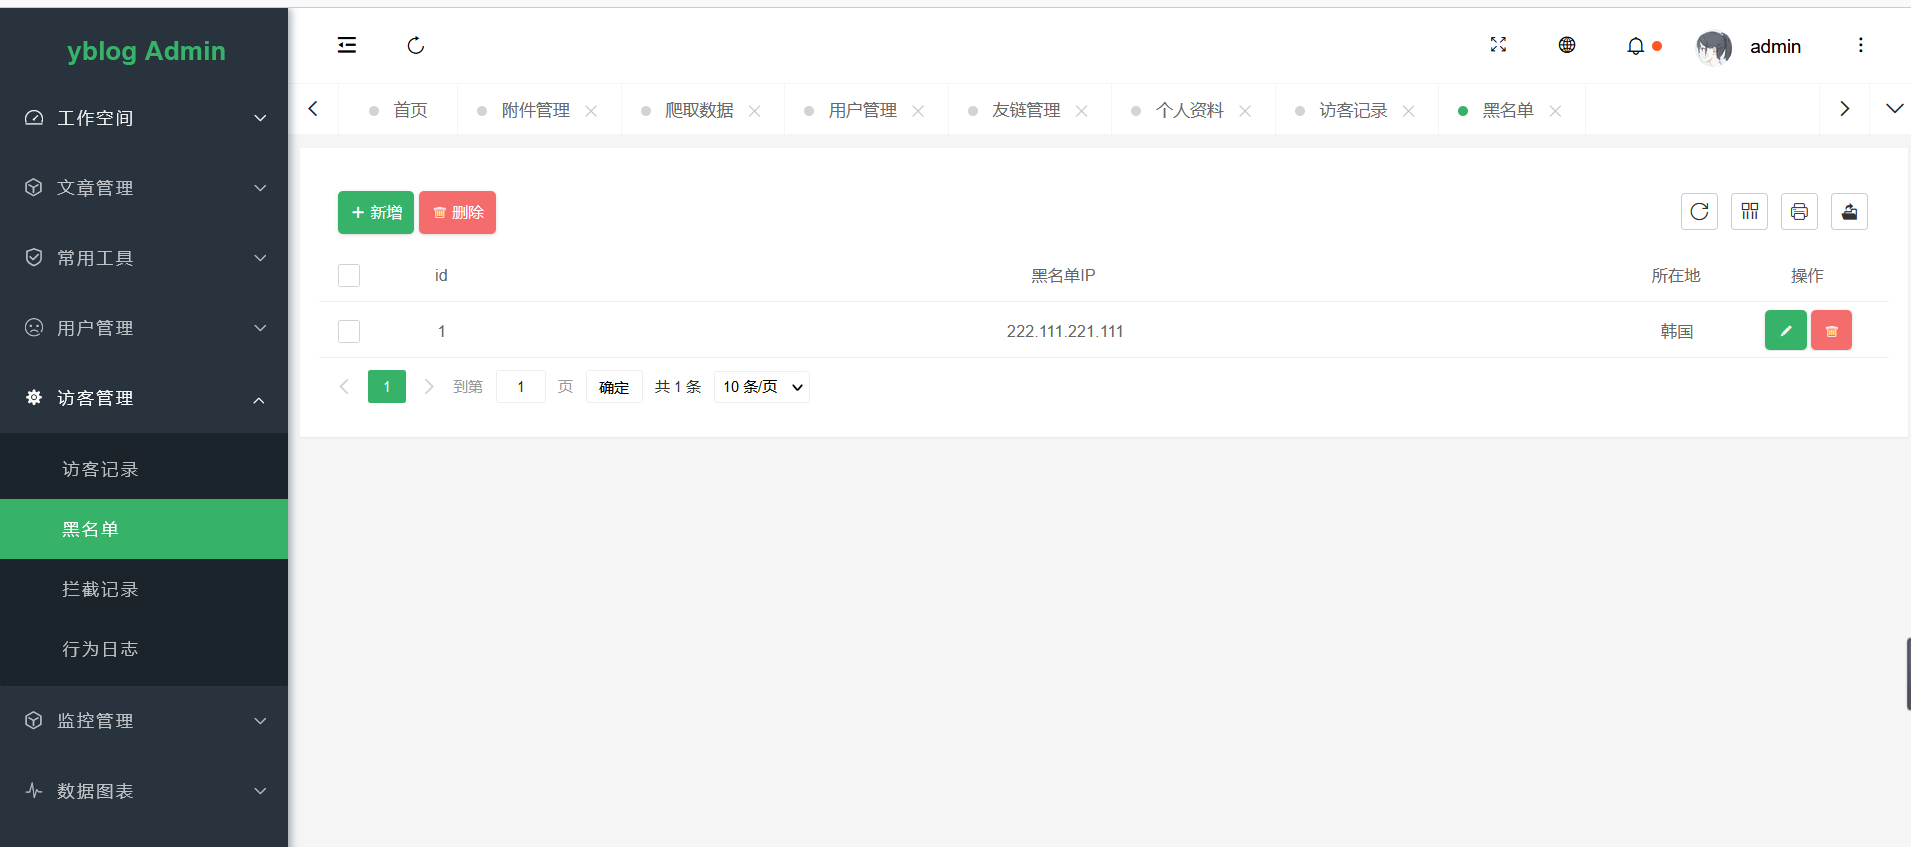 yblog Admin
工作空间
文章管理
常用工具
用户管理
访客管理
访客记录
黑名单
拦截记录
行为日志
监控管理
数据图表
admin
首页 附件管理 爬取数据 用户管理 友链管理 个人资料 访客记录 黑名单
新增 删除
id 黑名单IP 所在地 操作
1 222.111.221.111 韩国
1 到第 1 页 确定 共 1 条 10 条/页